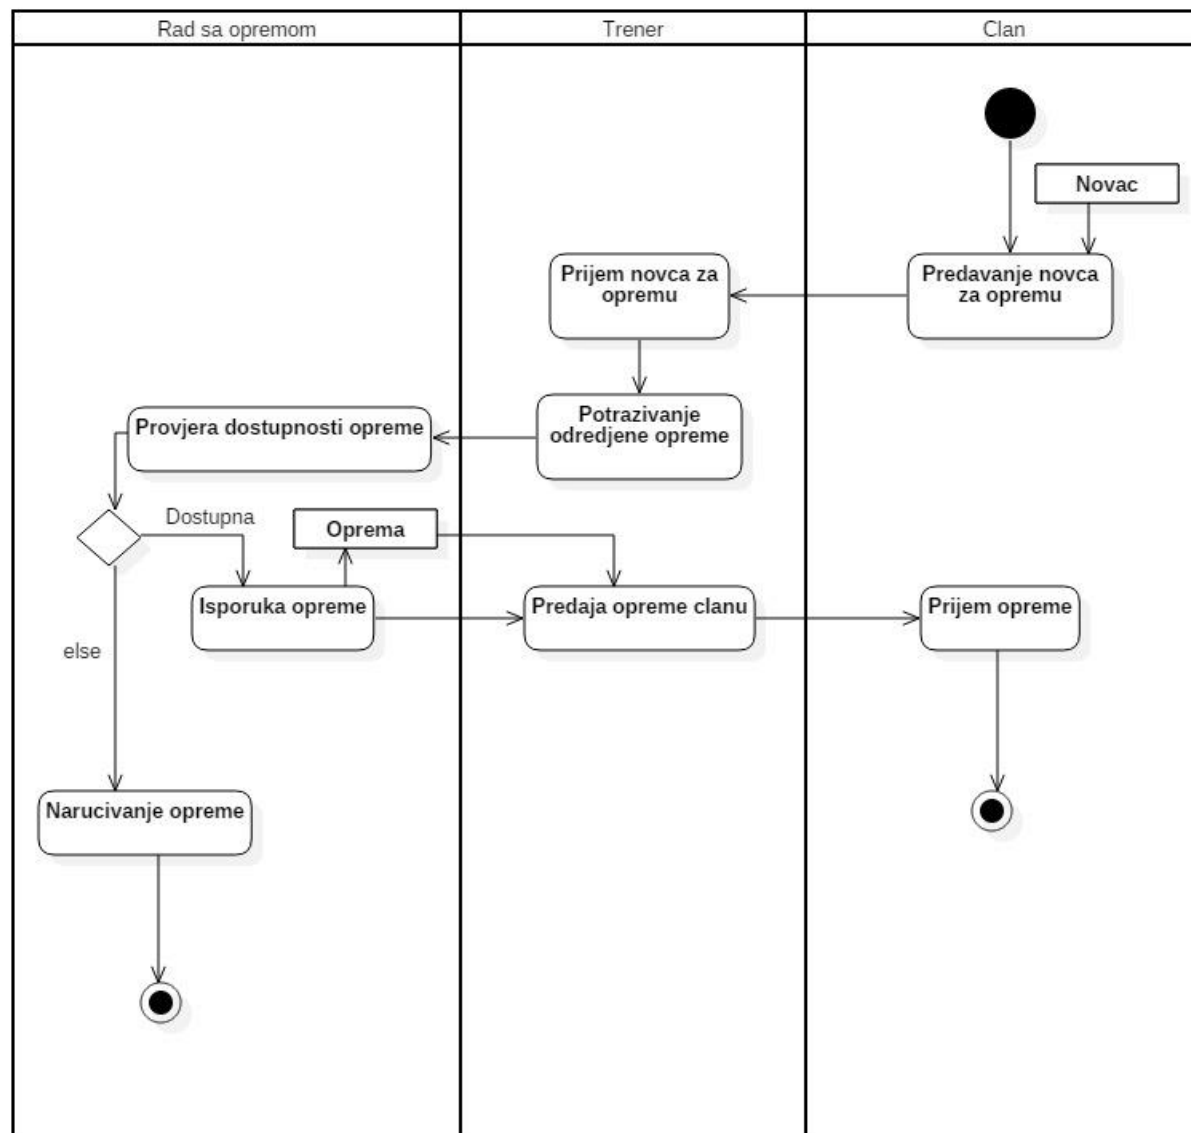 Rad sa opremom
Trener
Clan
Novac
Prijem novca za
opremu
Predavanje novca
za opremu
Potrazivanje
odredjene opreme
Provjera dostupnosti opreme
Dostupna
Oprema
Isporuka opreme
Predaja opreme clanu
Prijem opreme
else
Narucivanje opreme